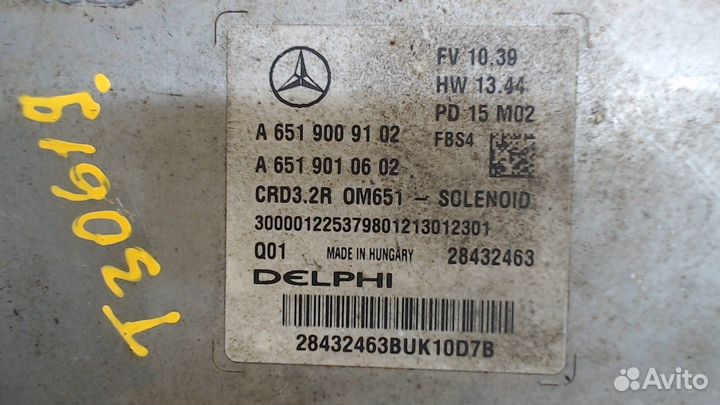 FV 10.39
HW 13.44
PD 15 M02
A 651 900 91 02
FBS4
A 651 901 06 02
CRD3.2R OM651 - SOLENOID
300001225379801213012301
Q01 MADE IN HUNGARY 28432463
DELPHI
28432463BUK10D7B
Avito